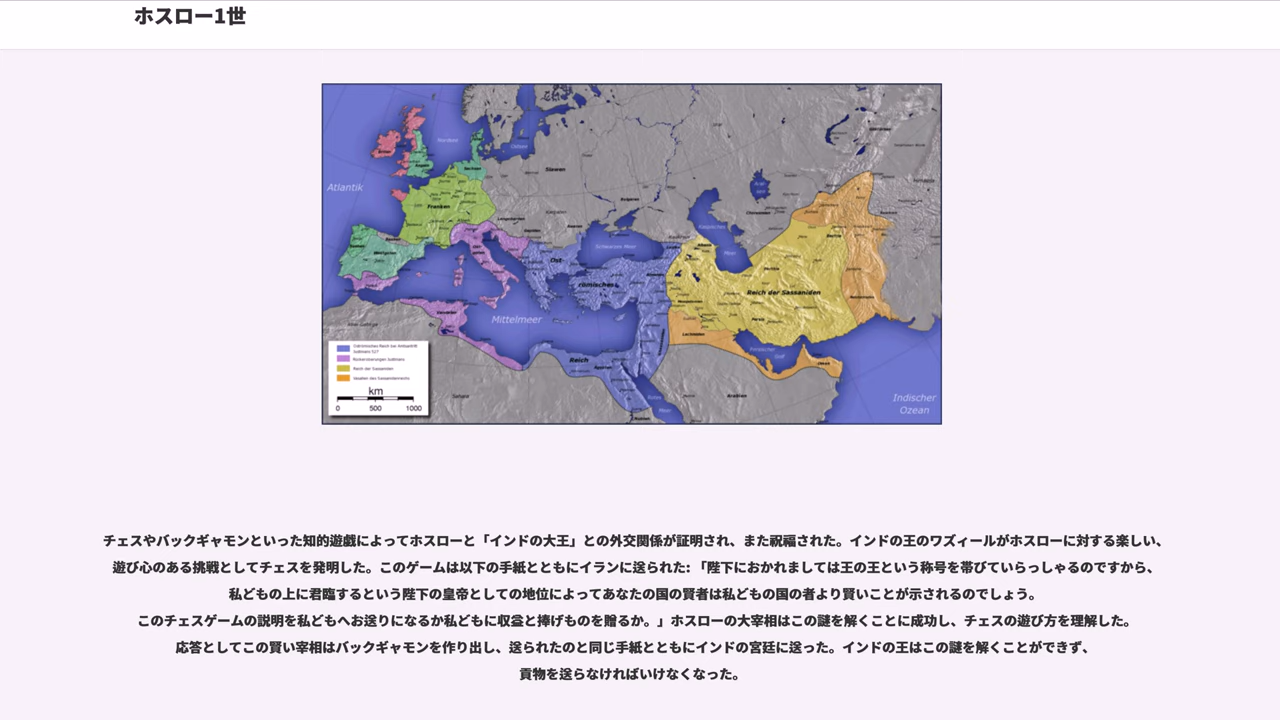 ホスロー1世
Atlantik
Nordsee
Ostsee
Slawen
Franken
Schwarzes Meer
Kaspisches
Meer
Ost-
römisches
Reich der Sassaniden
Mittelmeer
Reich
Ägypten
Arabien
Sahara
Indischer
Ozean
km
0 500 1000
チェスやバックギャモンといった知的遊戯によってホスローと「インドの大王」との外交関係が証明され、また祝福された。インドの王のワズィールがホスローに対する楽しい、
遊び心のある挑戦としてチェスを発明した。このゲームは以下の手紙とともにイランに送られた: 「陛下におかれましては王の王という称号を帯びていらっしゃるのですから、
私どもの上に君臨するという陛下の皇帝としての地位によってあなたの国の賢者は私どもの国の者より賢いことが示されるのでしょう。
このチェスゲームの説明を私どもへお送りになるか私どもに収益と捧げものを贈るか。」ホスローの大宰相はこの謎を解くことに成功し、チェスの遊び方を理解した。
応答としてこの賢い宰相はバックギャモンを作り出し、送られたのと同じ手紙とともにインドの宮廷に送った。インドの王はこの謎を解くことができず、
貢物を送らなければいけなくなった。